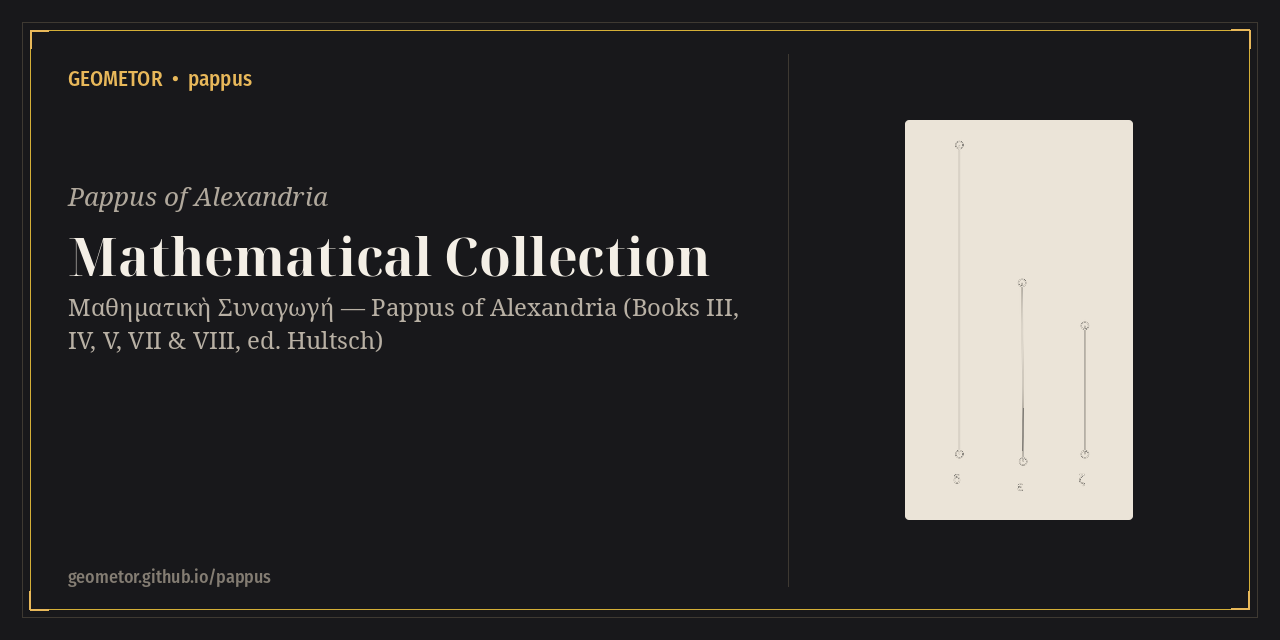 GEOMETOR • pappus
Pappus of Alexandria
Mathematical Collection
Μαθηματικὴ Συναγωγή — Pappus of Alexandria (Books III,
IV, V, VII & VIII, ed. Hultsch)
δ ε ζ
geometor.github.io/pappus